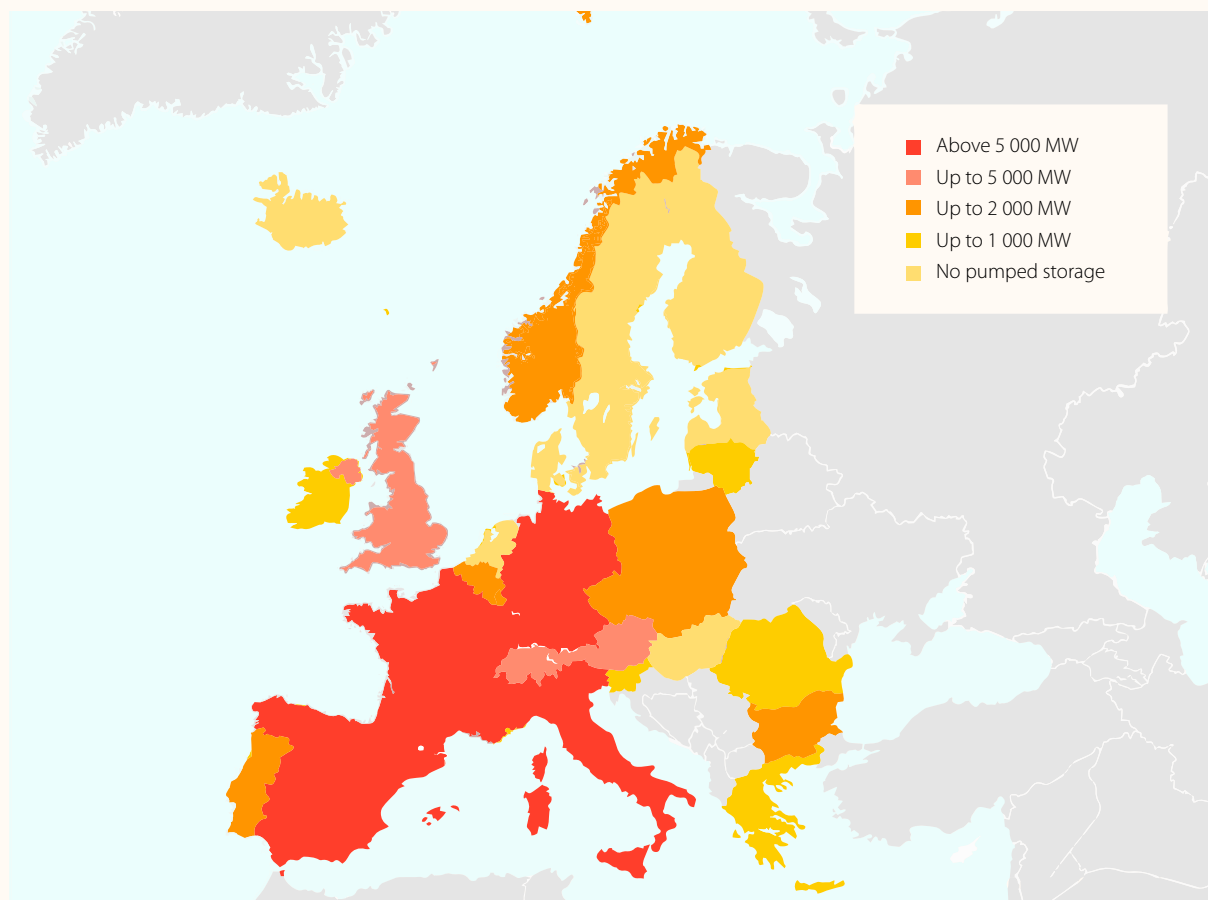 Above 5 000 MW
Up to 5 000 MW
Up to 2 000 MW
Up to 1 000 MW
No pumped storage